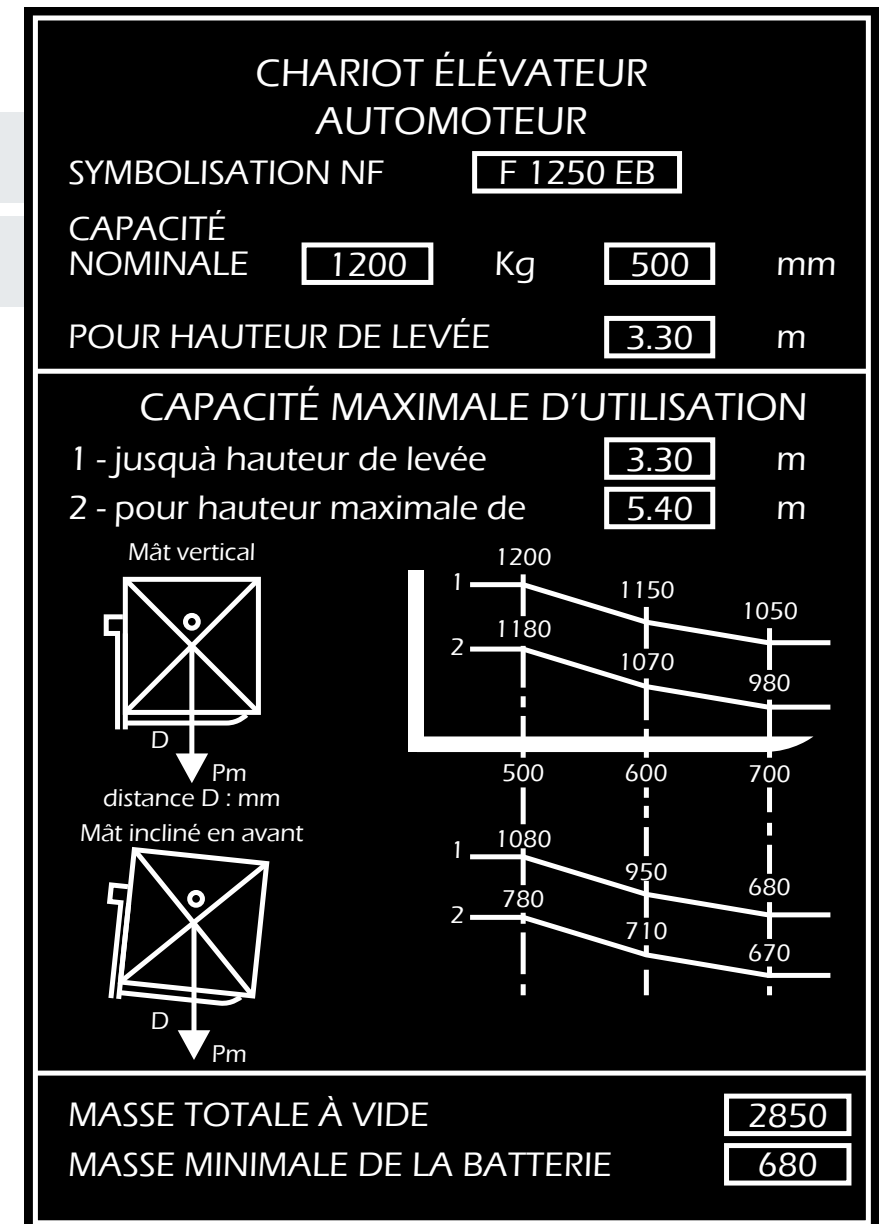 CHARIOT ÉLÉVATEUR
AUTOMOTEUR
SYMBOLISATION NF F 1250 EB
CAPACITÉ
NOMINALE 1200 Kg 500 mm
POUR HAUTEUR DE LEVÉE 3.30 m
CAPACITÉ MAXIMALE D'UTILISATION
1 - jusquà hauteur de levée 3.30 m
2 - pour hauteur maximale de 5.40 m
Mât vertical
D
Pm
distance D : mm
1200
1 1150
1050
1180
2 1070
980
500 600 700
Mât incliné en avant
D
Pm
1 1080
950
680
780
2 710
670
MASSE TOTALE À VIDE 2850
MASSE MINIMALE DE LA BATTERIE 680